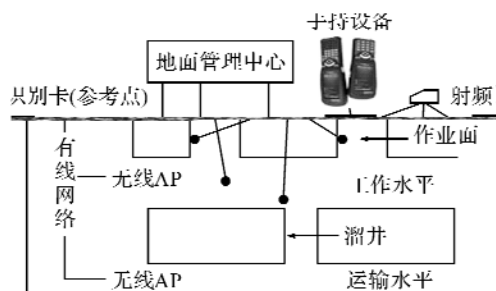 手持设备
地面管理中心
识别卡(参考点)
射频
有线网络
作业面
无线AP
工作水平
溜井
无线AP
运输水平